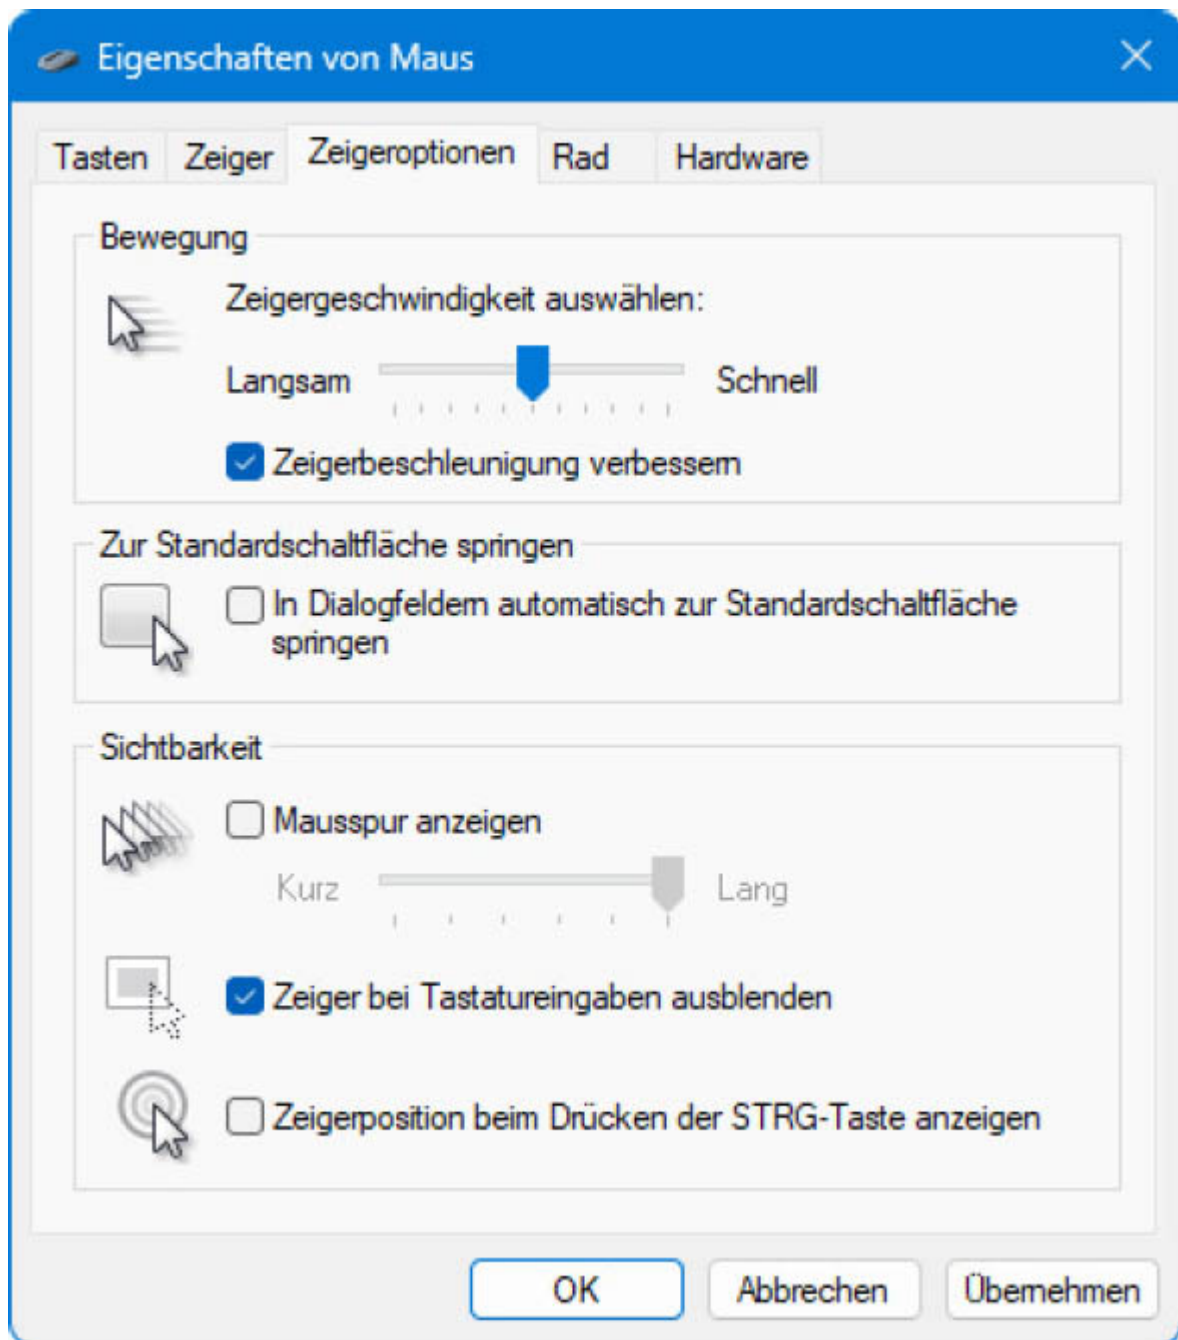 Eigenschaften von Maus
Tasten Zeiger Zeigeroptionen Rad Hardware
Bewegung
Zeigergeschwindigkeit auswählen:
Langsam Schnell
Zeigerbeschleunigung verbessern
Zur Standardschaltfläche springen
In Dialogfeldern automatisch zur Standardschaltfläche
springen
Sichtbarkeit
Mausspur anzeigen
Kurz Lang
Zeiger bei Tastatureingaben ausblenden
Zeigerposition beim Drücken der STRG-Taste anzeigen
OK Abbrechen Übernehmen